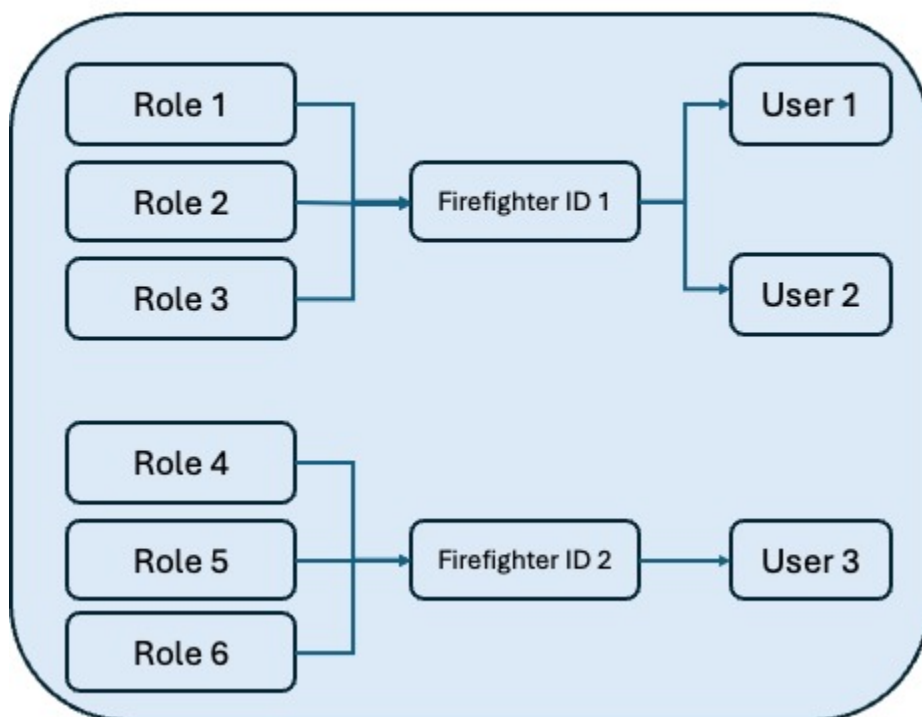 Role 1
Role 2
Role 3
Firefighter ID 1
User 1
User 2
Role 4
Role 5
Role 6
Firefighter ID 2
User 3